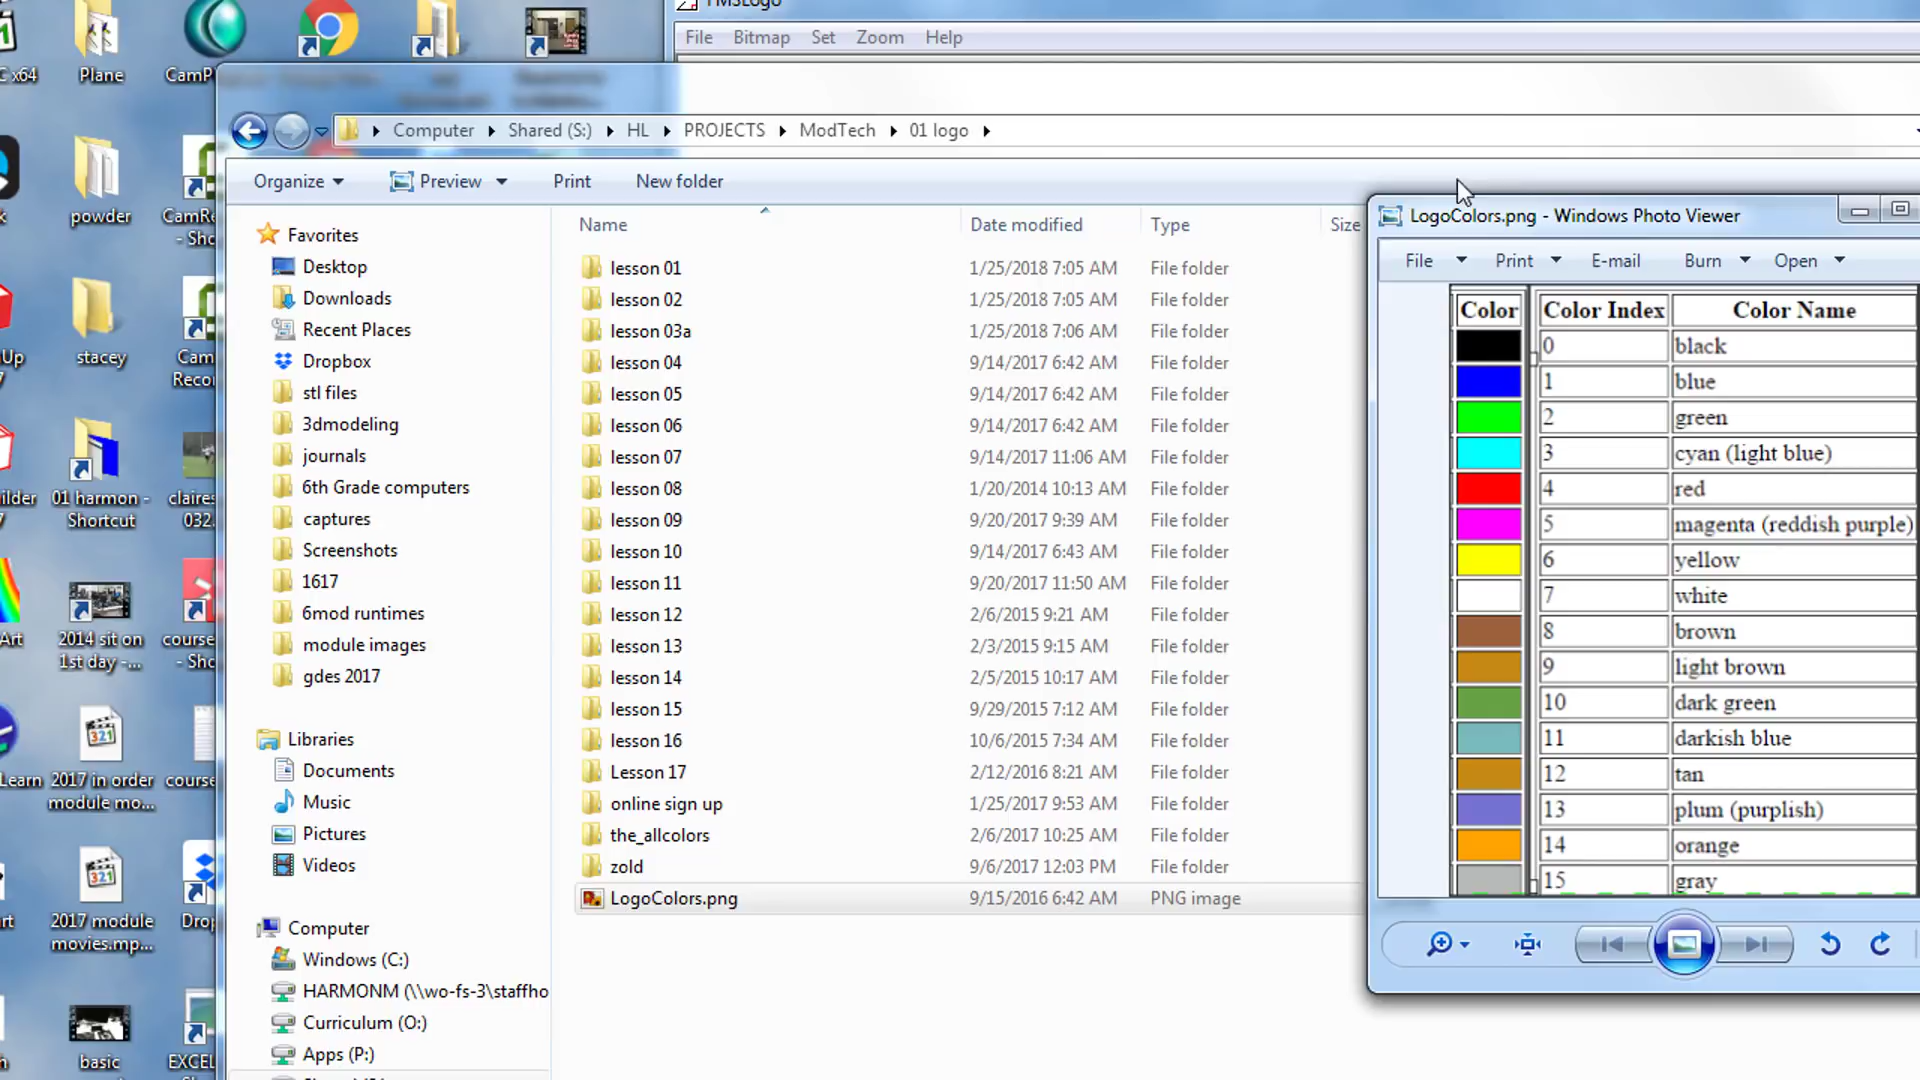 FMSLogo
File Bitmap Set Zoom Help
C x64
Plane
CamP
Computer Shared (S:) HL PROJECTS ModTech 01 logo
Organize Preview Print New folder
powder
CamRe
- Sho
Up
stacey
Cam
Reco
ilder
01 harmon -
Shortcut
claires
032.
Art
2014 sit on
1st day -...
course
- Sho
Learn
2017 in order
module mo...
course
2017 module
movies.mp...
Drop
basic
EXCEL
Favorites
Desktop
Downloads
Recent Places
Dropbox
stl files
3dmodeling
journals
6th Grade computers
captures
Screenshots
1617
6mod runtimes
module images
gdes 2017
Libraries
Documents
Music
Pictures
Videos
Computer
Windows (C:)
HARMONM (\\wo-fs-3\staffho
Curriculum (O:)
Apps (P:)
Name Date modified Type Size
lesson 01 1/25/2018 7:05 AM File folder
lesson 02 1/25/2018 7:05 AM File folder
lesson 03a 1/25/2018 7:06 AM File folder
lesson 04 9/14/2017 6:42 AM File folder
lesson 05 9/14/2017 6:42 AM File folder
lesson 06 9/14/2017 6:42 AM File folder
lesson 07 9/14/2017 11:06 AM File folder
lesson 08 1/20/2014 10:13 AM File folder
lesson 09 9/20/2017 9:39 AM File folder
lesson 10 9/14/2017 6:43 AM File folder
lesson 11 9/20/2017 11:50 AM File folder
lesson 12 2/6/2015 9:21 AM File folder
lesson 13 2/3/2015 9:15 AM File folder
lesson 14 2/5/2015 10:17 AM File folder
lesson 15 9/29/2015 7:12 AM File folder
lesson 16 10/6/2015 7:34 AM File folder
Lesson 17 2/12/2016 8:21 AM File folder
online sign up 1/25/2017 9:53 AM File folder
the_allcolors 2/6/2017 10:25 AM File folder
zold 9/6/2017 12:03 PM File folder
LogoColors.png 9/15/2016 6:42 AM PNG image
LogoColors.png - Windows Photo Viewer
File Print E-mail Burn Open
Color Color Index Color Name
0 black
1 blue
2 green
3 cyan (light blue)
4 red
5 magenta (reddish purple)
6 yellow
7 white
8 brown
9 light brown
10 dark green
11 darkish blue
12 tan
13 plum (purplish)
14 orange
15 gray